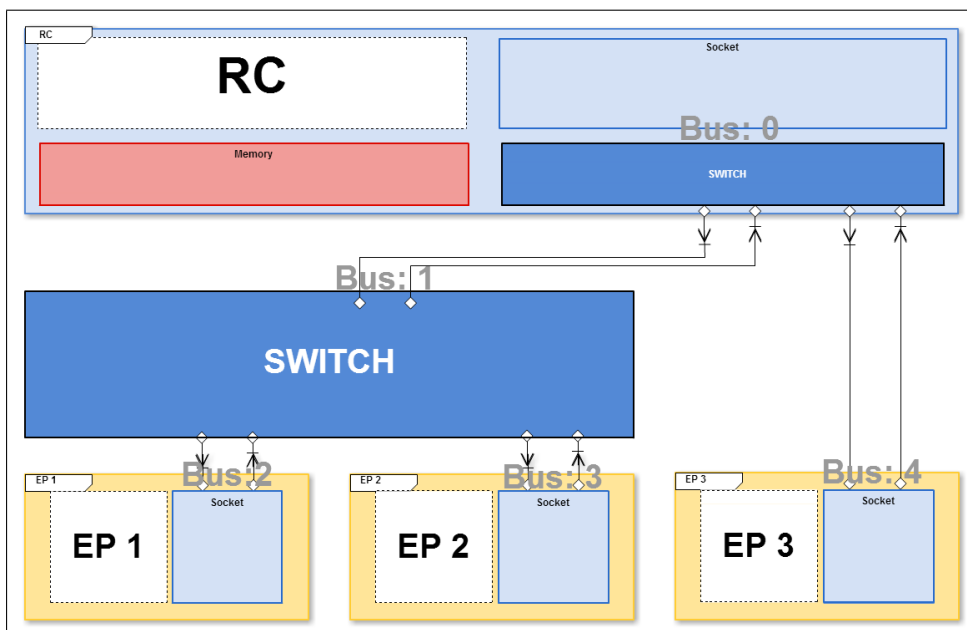 RC
RC
Socket
Bus: 0
Memory
SWITCH
Bus: 1
SWITCH
Bus:2
Bus: 3
Bus: 4
EP 1
EP 2
EP 3
Socket
Socket
Socket
EP 1
EP 2
EP 3